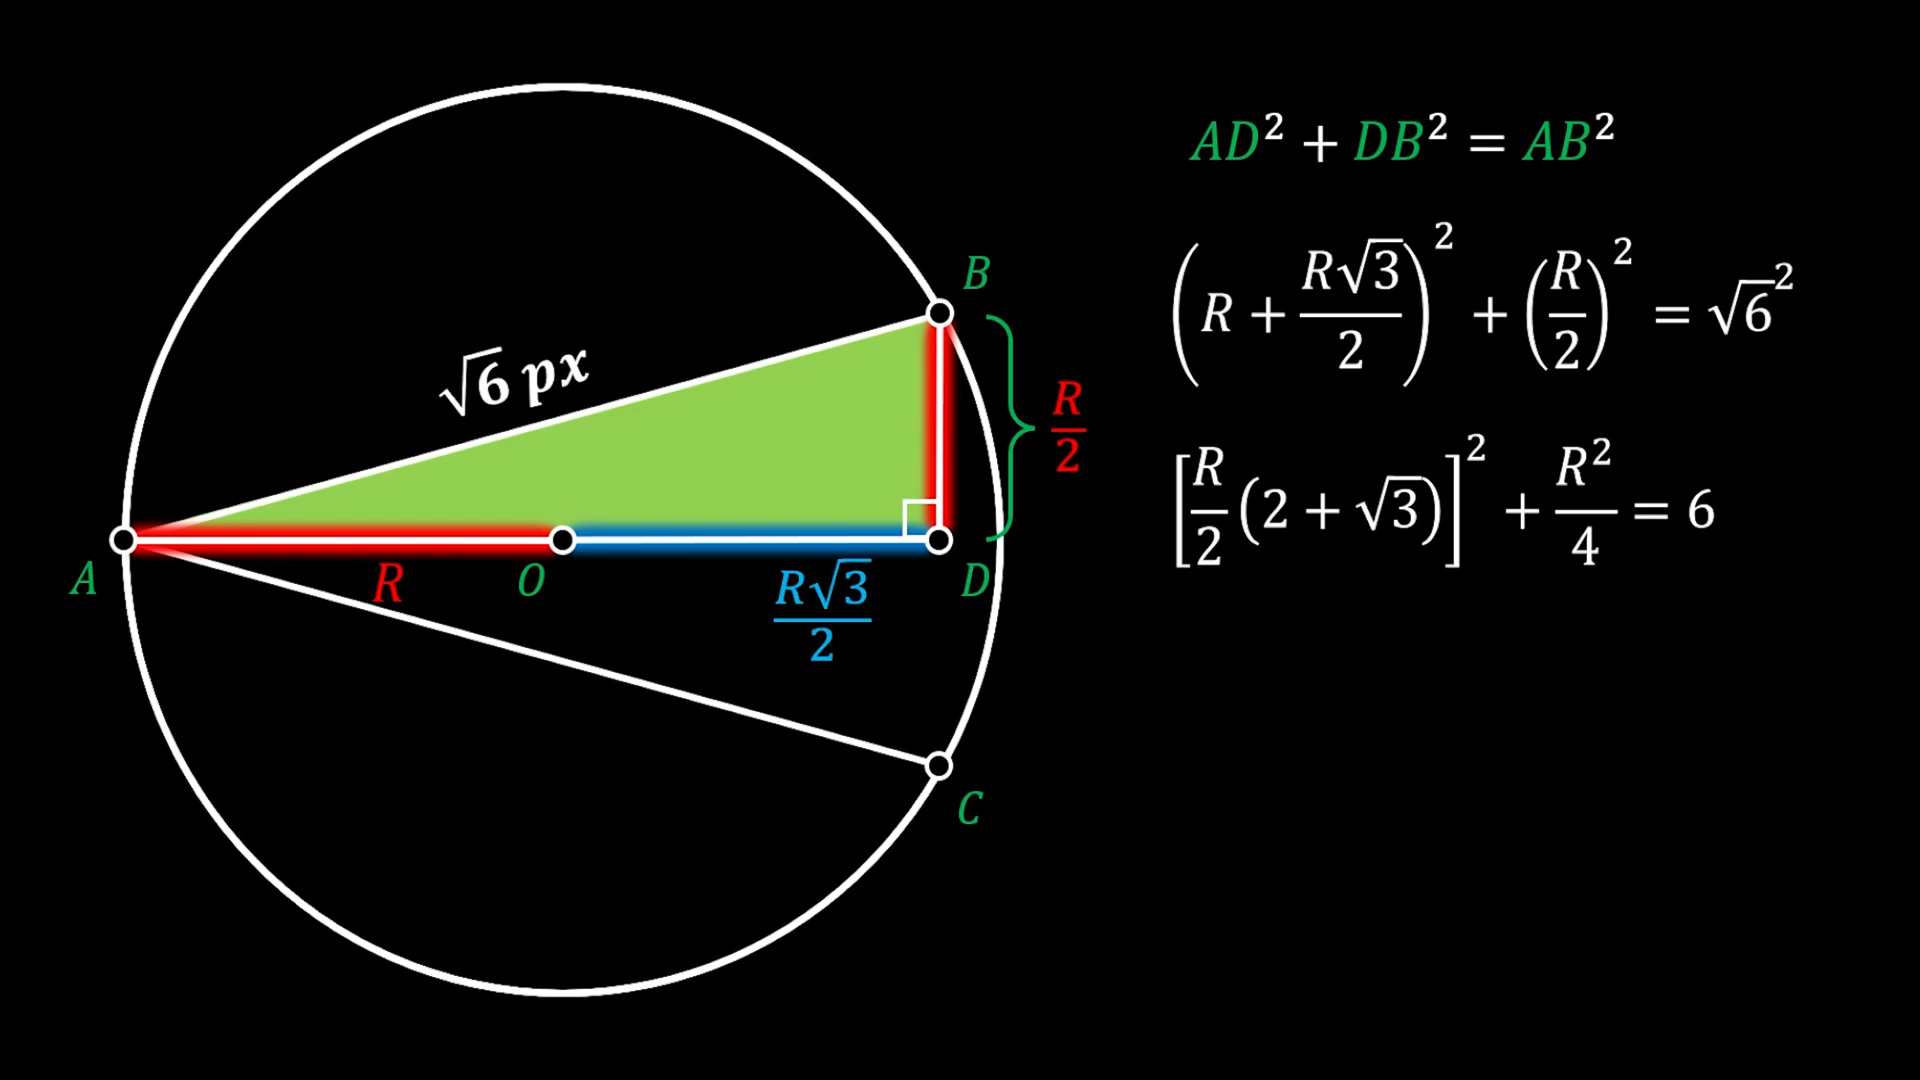 AD² + DB² = AB²
(R + R√3/2)² + (R/2)² = √6²
[R/2(2 + √3)]² + R²/4 = 6
B
√6 px
R/2
A
R
O
R√3/2
D
C